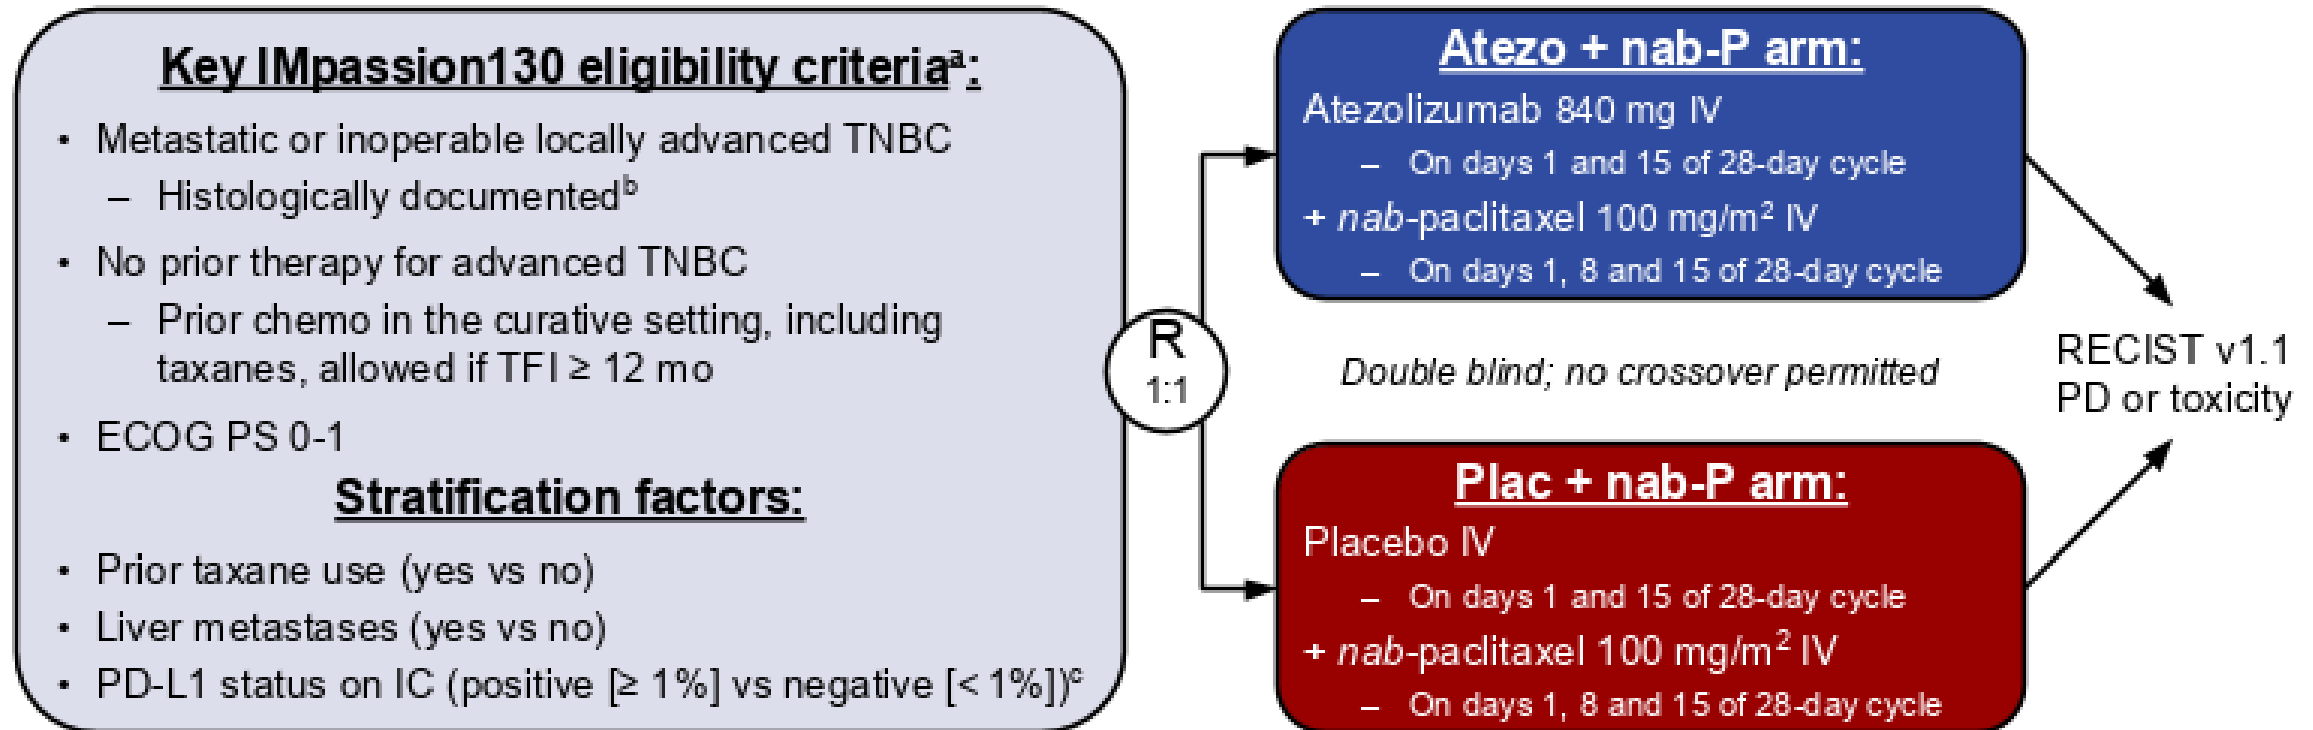 Key IMpassion130 eligibility criteriaᵃ:
• Metastatic or inoperable locally advanced TNBC
– Histologically documentedᵇ
• No prior therapy for advanced TNBC
– Prior chemo in the curative setting, including
taxanes, allowed if TFI ≥ 12 mo
• ECOG PS 0-1
Stratification factors:
• Prior taxane use (yes vs no)
• Liver metastases (yes vs no)
• PD-L1 status on IC (positive [≥ 1%] vs negative [< 1%])ᶜ
R
1:1
Atezo + nab-P arm:
Atezolizumab 840 mg IV
– On days 1 and 15 of 28-day cycle
+ nab-paclitaxel 100 mg/m² IV
– On days 1, 8 and 15 of 28-day cycle
Double blind; no crossover permitted
Plac + nab-P arm:
Placebo IV
– On days 1 and 15 of 28-day cycle
+ nab-paclitaxel 100 mg/m² IV
– On days 1, 8 and 15 of 28-day cycle
RECIST v1.1
PD or toxicity